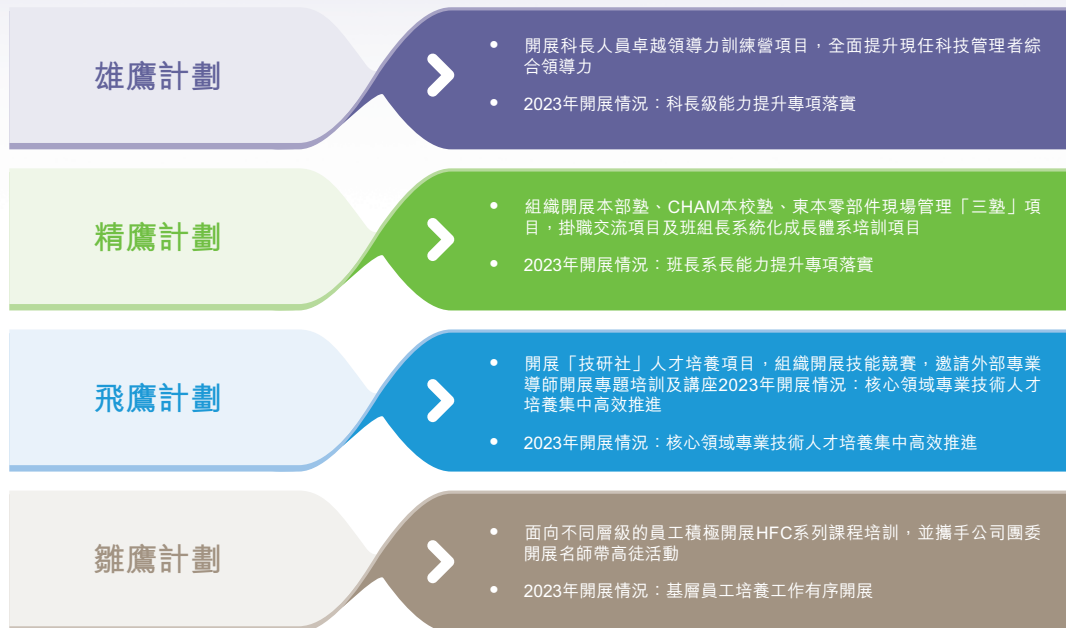 雄鷹計劃
• 開展科長人員卓越領導力訓練營項目，全面提升現任科技管理者綜
合領導力
• 2023年開展情況：科長級能力提升專項落實
精鷹計劃
• 組織開展本部塾、CHAM本校塾、東本零部件現場管理「三塾」項
目，掛職交流項目及班組長系統化成長體系培訓項目
• 2023年開展情況：班長系長能力提升專項落實
飛鷹計劃
• 開展「技研社」人才培養項目，組織開展技能競賽，邀請外部專業
導師開展專題培訓及講座2023年開展情況：核心領域專業技術人才
培養集中高效推進
• 2023年開展情況：核心領域專業技術人才培養集中高效推進
雛鷹計劃
• 面向不同層級的員工積極開展HFC系列課程培訓，並攜手公司團委
開展名師帶高徒活動
• 2023年開展情況：基層員工培養工作有序開展